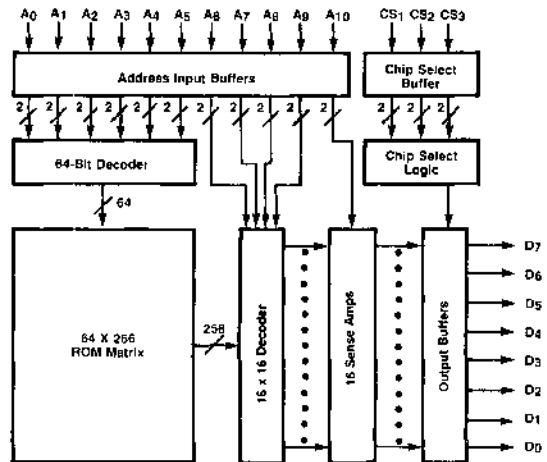 A0 A1 A2 A3 A4 A5 A6 A7 A8 A9 A10 CS1 CS2 CS3
Address Input Buffers
Chip Select
Buffer
2 2 2 2 2 2 2 2 2 2 2 2 2 2
64-Bit Decoder
Chip Select
Logic
64
64 X 256
ROM Matrix
256
16 x 16 Decoder
16 Sense Amps
Output Buffers
D7
D6
D5
D4
D3
D2
D1
D0